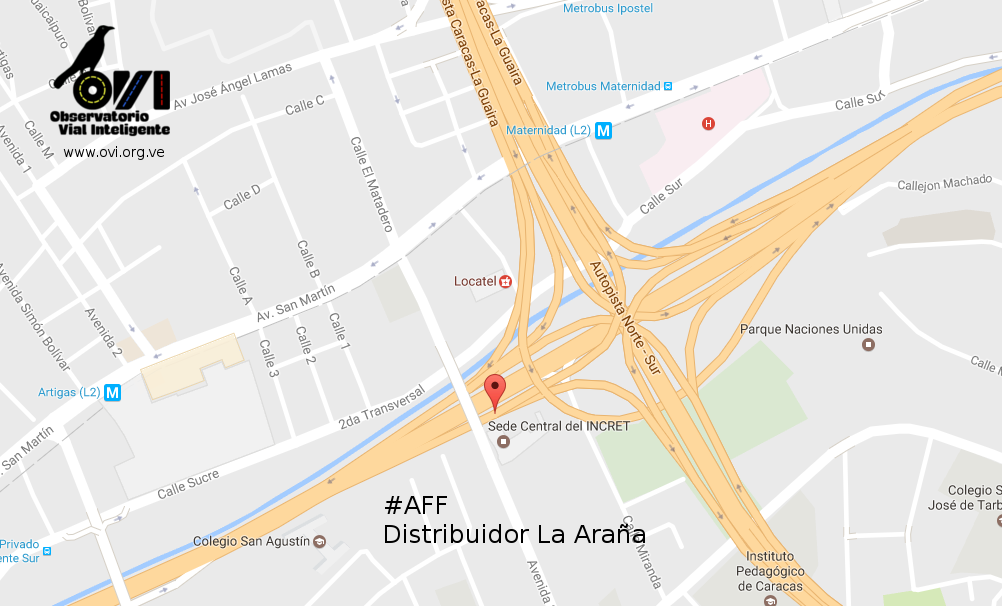 Metrobus Ipostel
Bolívar
Guaicaipuro
sta Caracas-La Guaira
acas-La Guaira
OVI
Observatorio
Vial Inteligente
www.ovi.org.ve
Av José Ángel Lamas
Calle C
Metrobus Maternidad
Calle Sur
Maternidad (L2) M
H
Calle M
Avenida 1
Calle El Matadero
Calle D
Calle Sur
Callejon Machado
Calle B
Calle A
Locatel
Autopista Norte - Sur
Avenida Simón Bolívar
Avenida 2
Av. San Martín
Calle 1
Calle 2
Calle 3
Parque Naciones Unidas
Artigas (L2) M
2da Transversal
Calle M
San Martín
Sede Central del INCRET
Calle Sucre
#AFF
Distribuidor La Araña
Colegio S
José de Tarb
Colegio San Agustín
Privado
ente Sur
Avenida
Calle Miranda
Instituto
Pedagógico
de Caracas